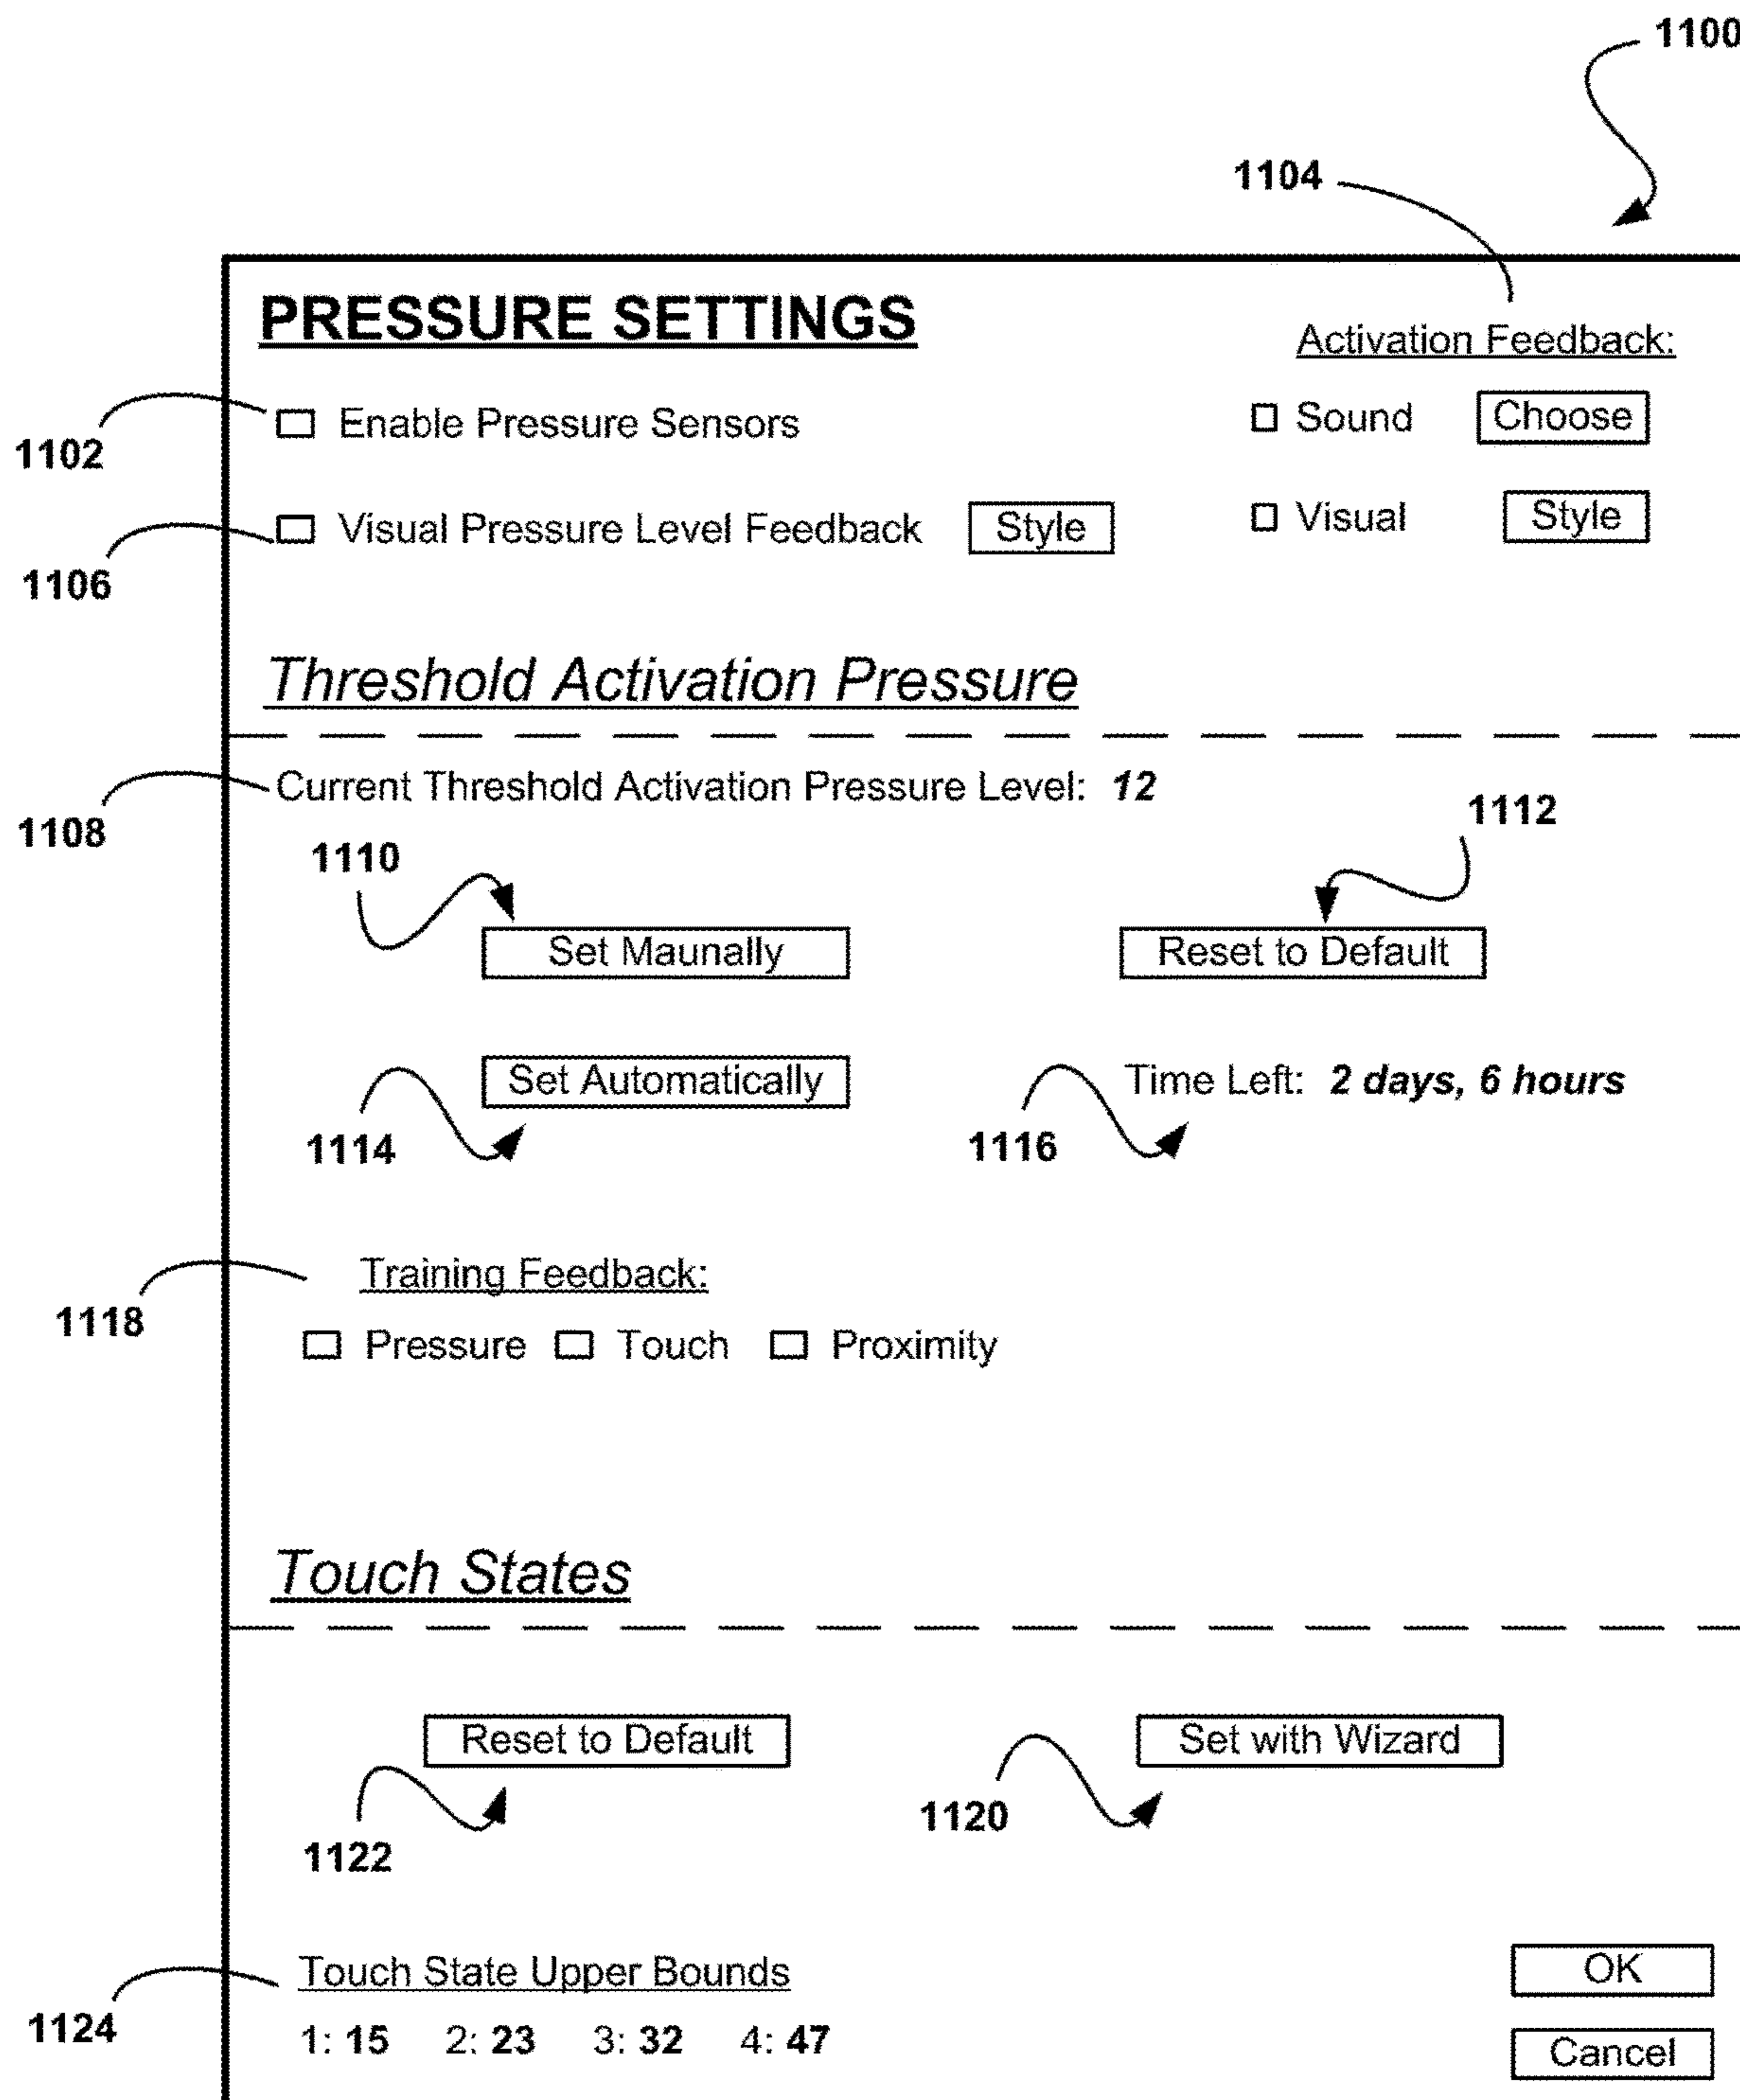 1100
1104
PRESSURE SETTINGS
Activation Feedback:
1102
Enable Pressure Sensors
Sound Choose
1106
Visual Pressure Level Feedback Style
Visual Style
Threshold Activation Pressure
1108
Current Threshold Activation Pressure Level: 12
1110
1112
Set Maunally
Reset to Default
Set Automatically
Time Left: 2 days, 6 hours
1114
1116
1118
Training Feedback:
Pressure Touch Proximity
Touch States
Reset to Default
Set with Wizard
1122
1120
1124
Touch State Upper Bounds
1: 15 2: 23 3: 32 4: 47
OK
Cancel